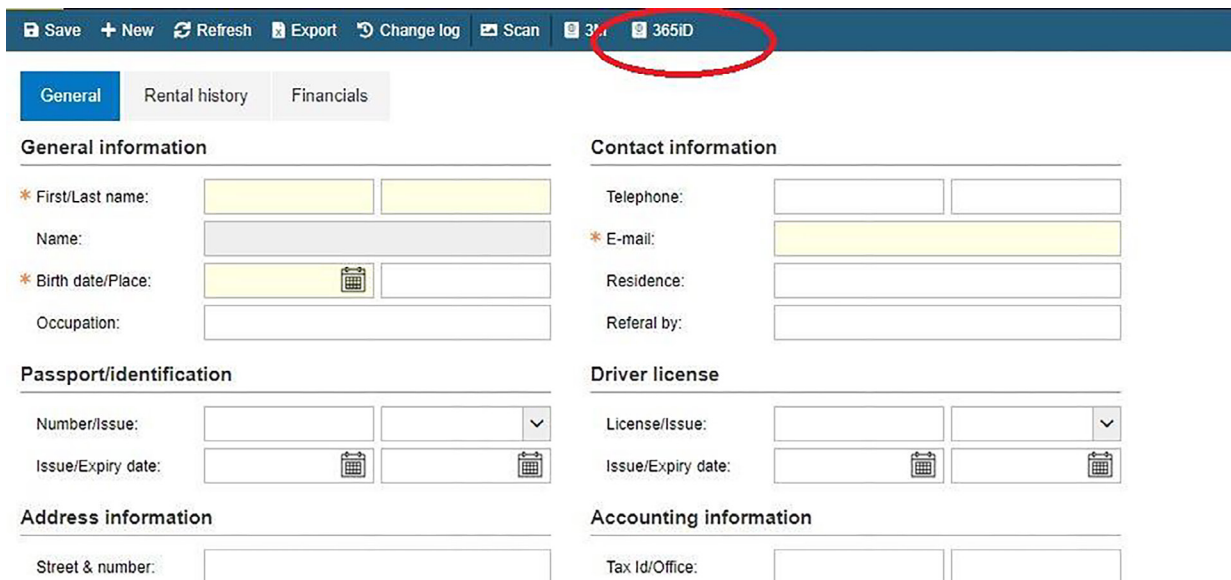 Save New Refresh Export Change log Scan 3M 365iD
General Rental history Financials
General information
* First/Last name:
Name:
* Birth date/Place:
Occupation:
Contact information
Telephone:
* E-mail:
Residence:
Referal by:
Passport/identification
Number/Issue:
Issue/Expiry date:
Driver license
License/Issue:
Issue/Expiry date:
Address information
Street & number:
Accounting information
Tax Id/Office: